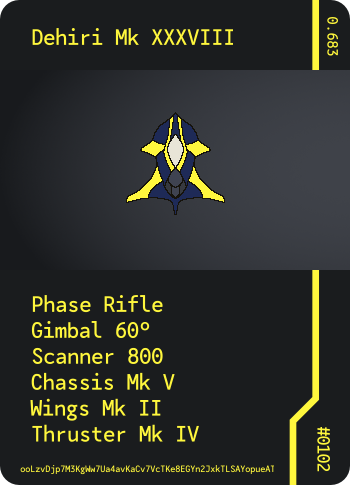 Dehiri Mk XXXVIII
0.683
Phase Rifle
Gimbal 60°
Scanner 800
Chassis Mk V
Wings Mk II
Thruster Mk IV
ooLzvDjp7M3KgWw7Ua4avKaCv7VcTKe8EGYn2JxkTLSAYopueAT
#0102